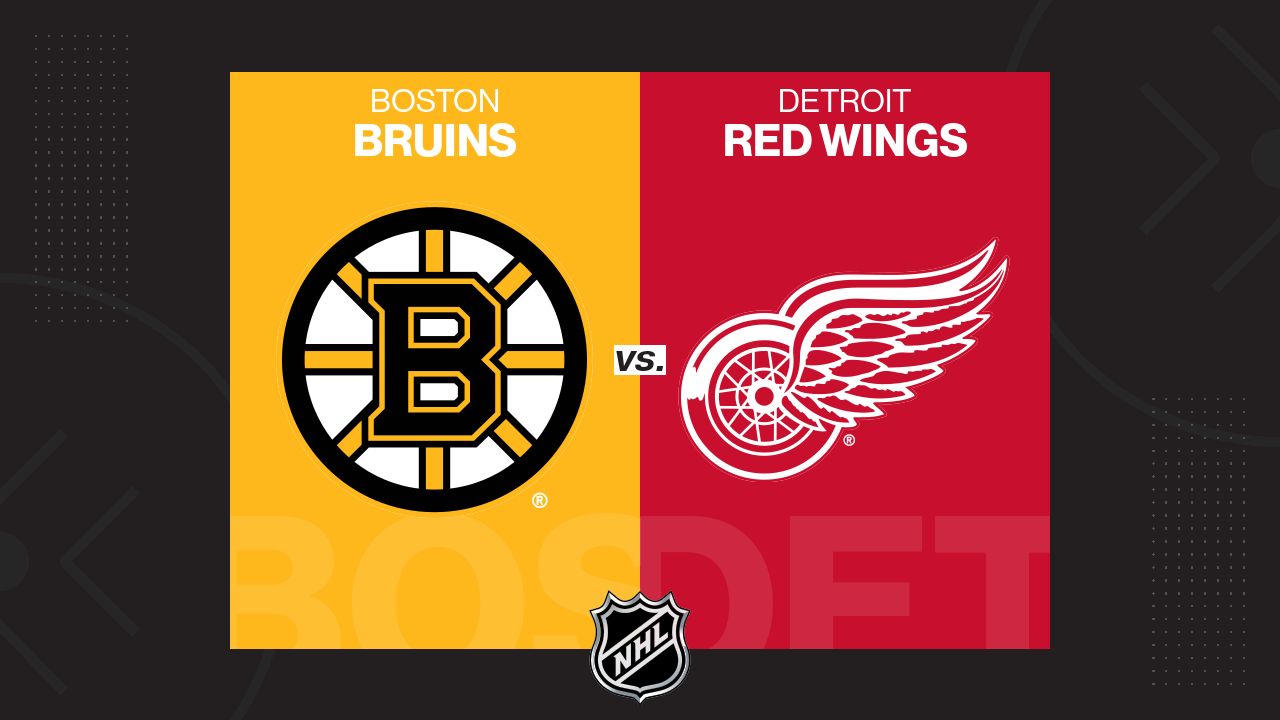 BOSTON
BRUINS
DETROIT
RED WINGS
B
vs.
®
®
BOS
DET
NHL